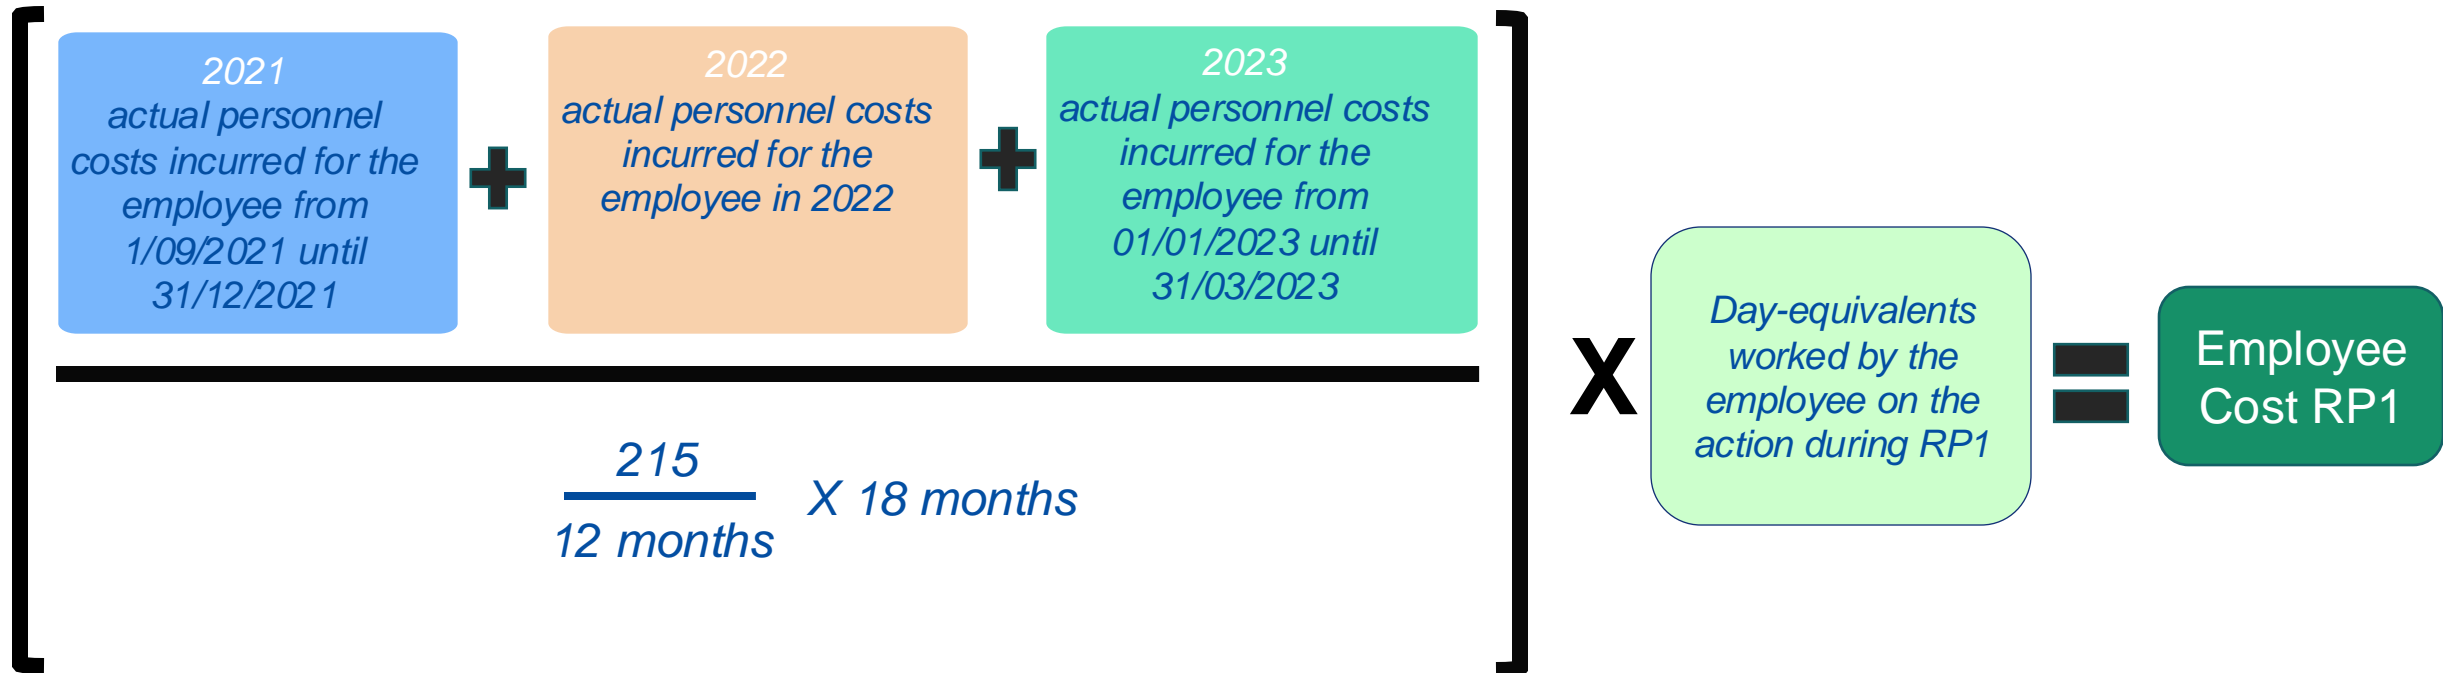 2021
actual personnel
costs incurred for the
employee from
1/09/2021 until
31/12/2021
2022
actual personnel costs
incurred for the
employee in 2022
2023
actual personnel costs
incurred for the
employee from
01/01/2023 until
31/03/2023
215
12 months
X 18 months
X
Day-equivalents
worked by the
employee on the
action during RP1
Employee
Cost RP1